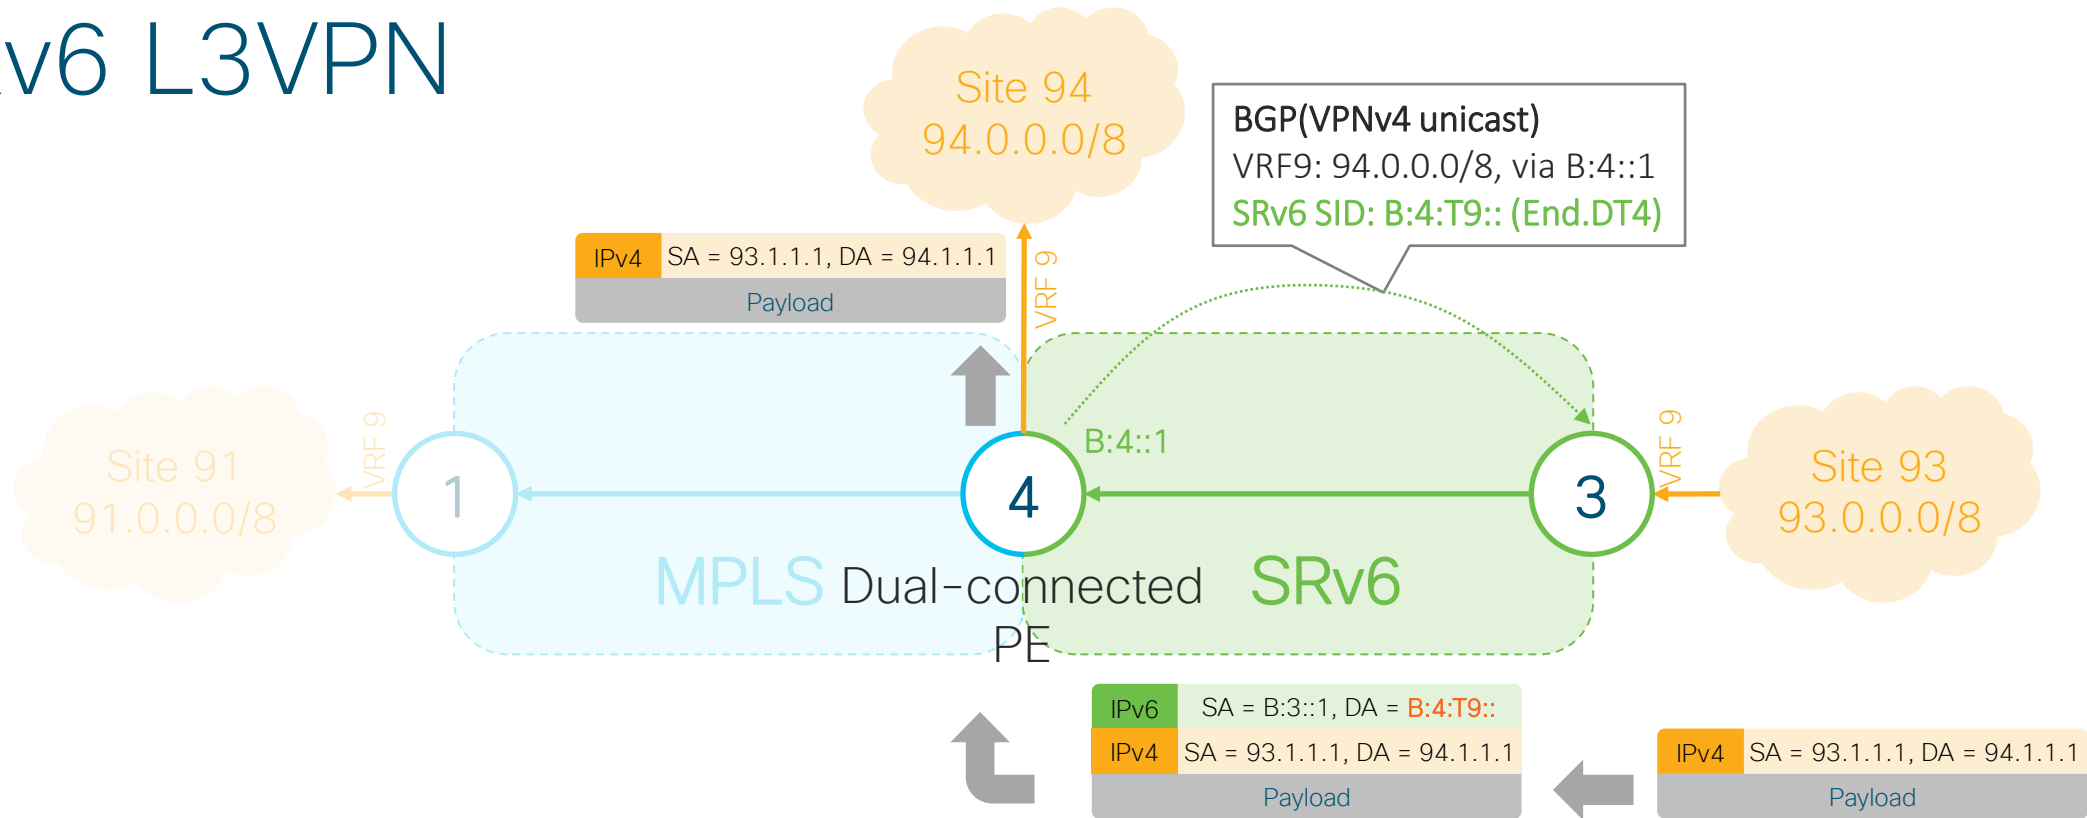 v6 L3VPN
Site 94
94.0.0.0/8
BGP(VPNv4 unicast)
VRF9: 94.0.0.0/8, via B:4::1
SRv6 SID: B:4:T9:: (End.DT4)
IPv4 SA = 93.1.1.1, DA = 94.1.1.1
Payload
VRF 9
Site 91
91.0.0.0/8
VRF 9
1
4
B:4::1
3
VRF 9
Site 93
93.0.0.0/8
MPLS
Dual-connected
PE
SRv6
IPv6 SA = B:3::1, DA = B:4:T9::
IPv4 SA = 93.1.1.1, DA = 94.1.1.1
Payload
IPv4 SA = 93.1.1.1, DA = 94.1.1.1
Payload